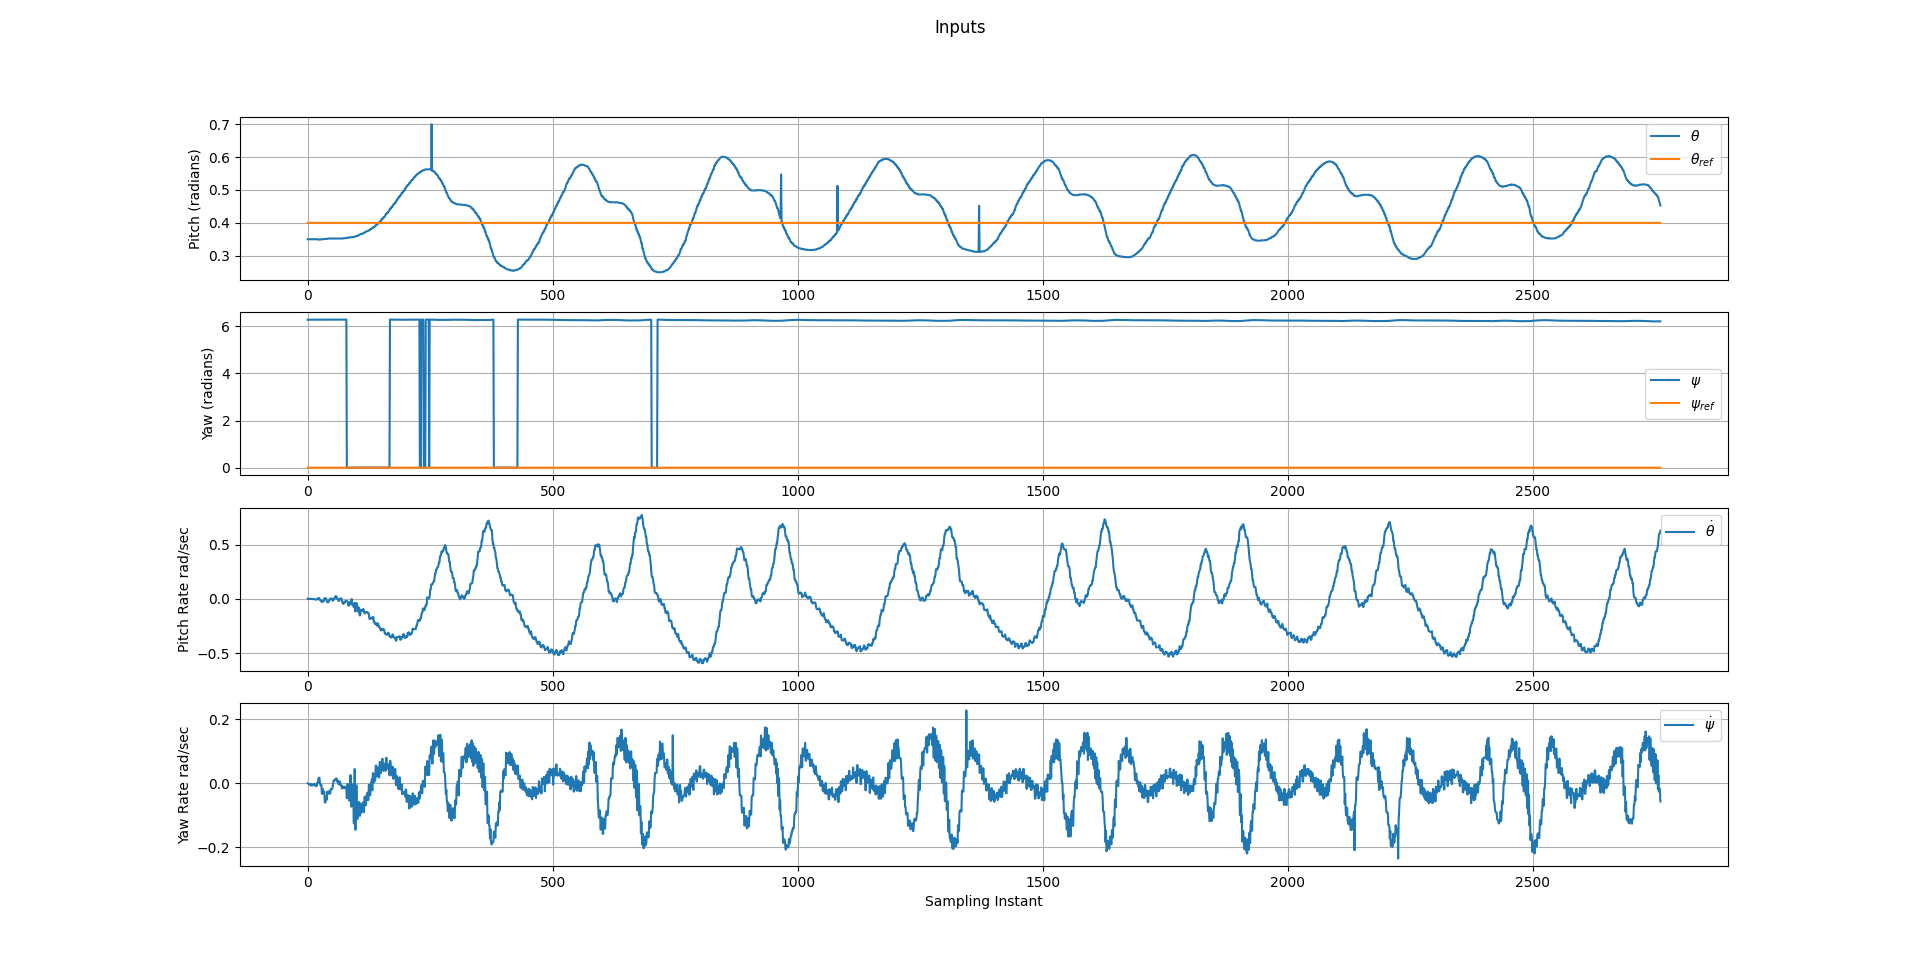 Inputs
Pitch (radians)
0.7
0.6
0.5
0.4
0.3
θ
θ_ref
0 500 1000 1500 2000 2500
Yaw (radians)
6
4
2
0
ψ
ψ_ref
0 500 1000 1500 2000 2500
Pitch Rate rad/sec
0.5
0.0
−0.5
θ̇
0 500 1000 1500 2000 2500
Yaw Rate rad/sec
0.2
0.0
−0.2
ψ̇
0 500 1000 1500 2000 2500
Sampling Instant